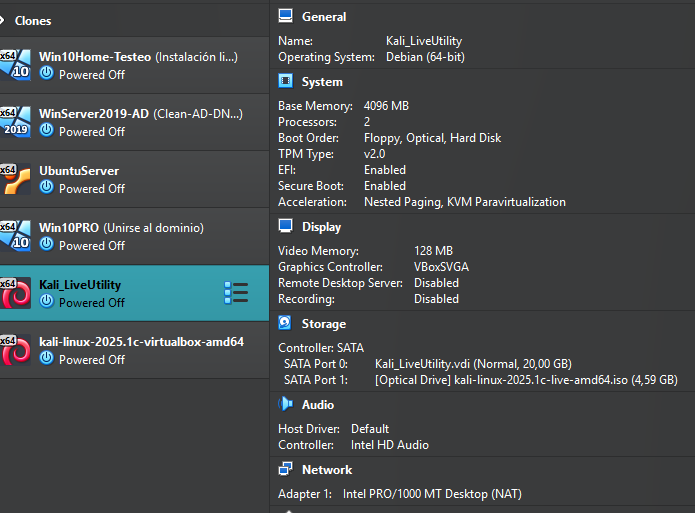 Clones
x64
10
Win10Home-Testeo (Instalación li...)
Powered Off
x64
2019
WinServer2019-AD (Clean-AD-DN...)
Powered Off
x64
UbuntuServer
Powered Off
x64
10
Win10PRO (Unirse al dominio)
Powered Off
x64
Kali_LiveUtility
Powered Off
x64
kali-linux-2025.1c-virtualbox-amd64
Powered Off
General
Name: Kali_LiveUtility
Operating System: Debian (64-bit)
System
Base Memory: 4096 MB
Processors: 2
Boot Order: Floppy, Optical, Hard Disk
TPM Type: v2.0
EFI: Enabled
Secure Boot: Enabled
Acceleration: Nested Paging, KVM Paravirtualization
Display
Video Memory: 128 MB
Graphics Controller: VBoxSVGA
Remote Desktop Server: Disabled
Recording: Disabled
Storage
Controller: SATA
SATA Port 0: Kali_LiveUtility.vdi (Normal, 20,00 GB)
SATA Port 1: [Optical Drive] kali-linux-2025.1c-live-amd64.iso (4,59 GB)
Audio
Host Driver: Default
Controller: Intel HD Audio
Network
Adapter 1: Intel PRO/1000 MT Desktop (NAT)